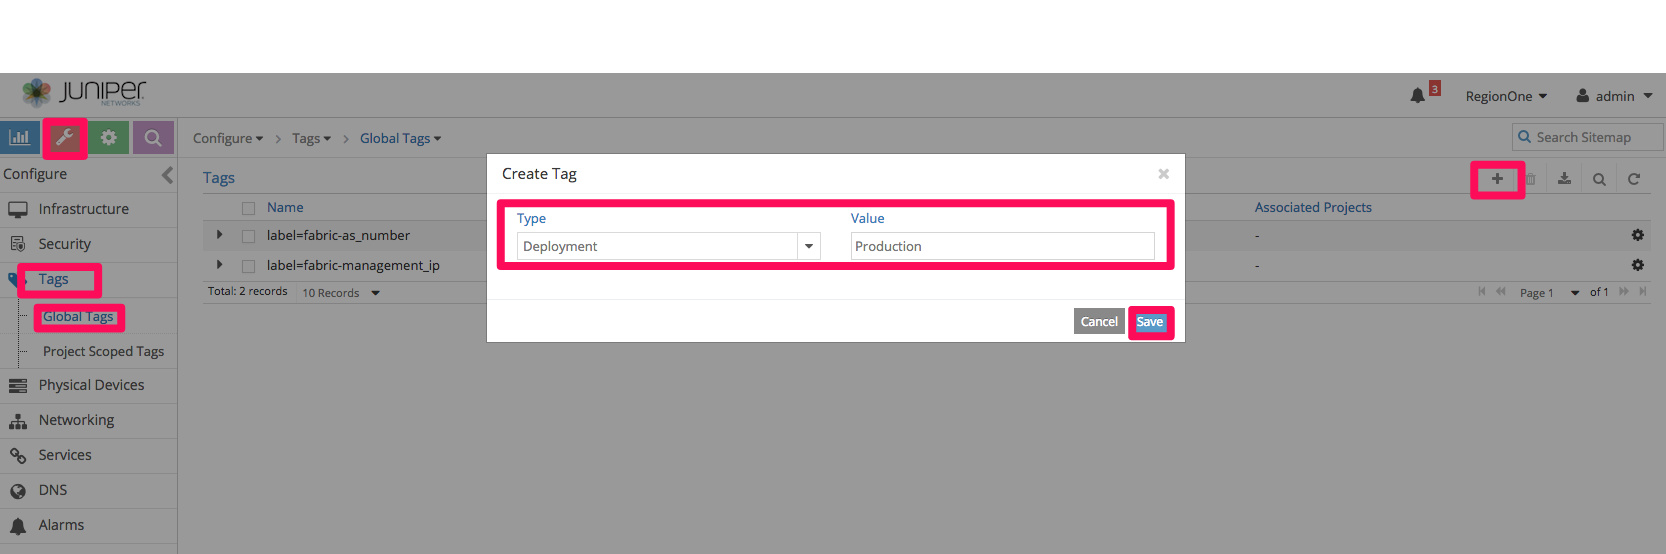 JUNIPER
NETWORKS
3
RegionOne
admin
Configure
Tags
Global Tags
Search Sitemap
Configure
Infrastructure
Security
Tags
Global Tags
Project Scoped Tags
Physical Devices
Networking
Services
DNS
Alarms
Tags
Name
Associated Projects
label=fabric-as_number
-
label=fabric-management_ip
-
Total: 2 records
10 Records
Page 1
of 1
Create Tag
Type
Value
Deployment
Production
Cancel
Save